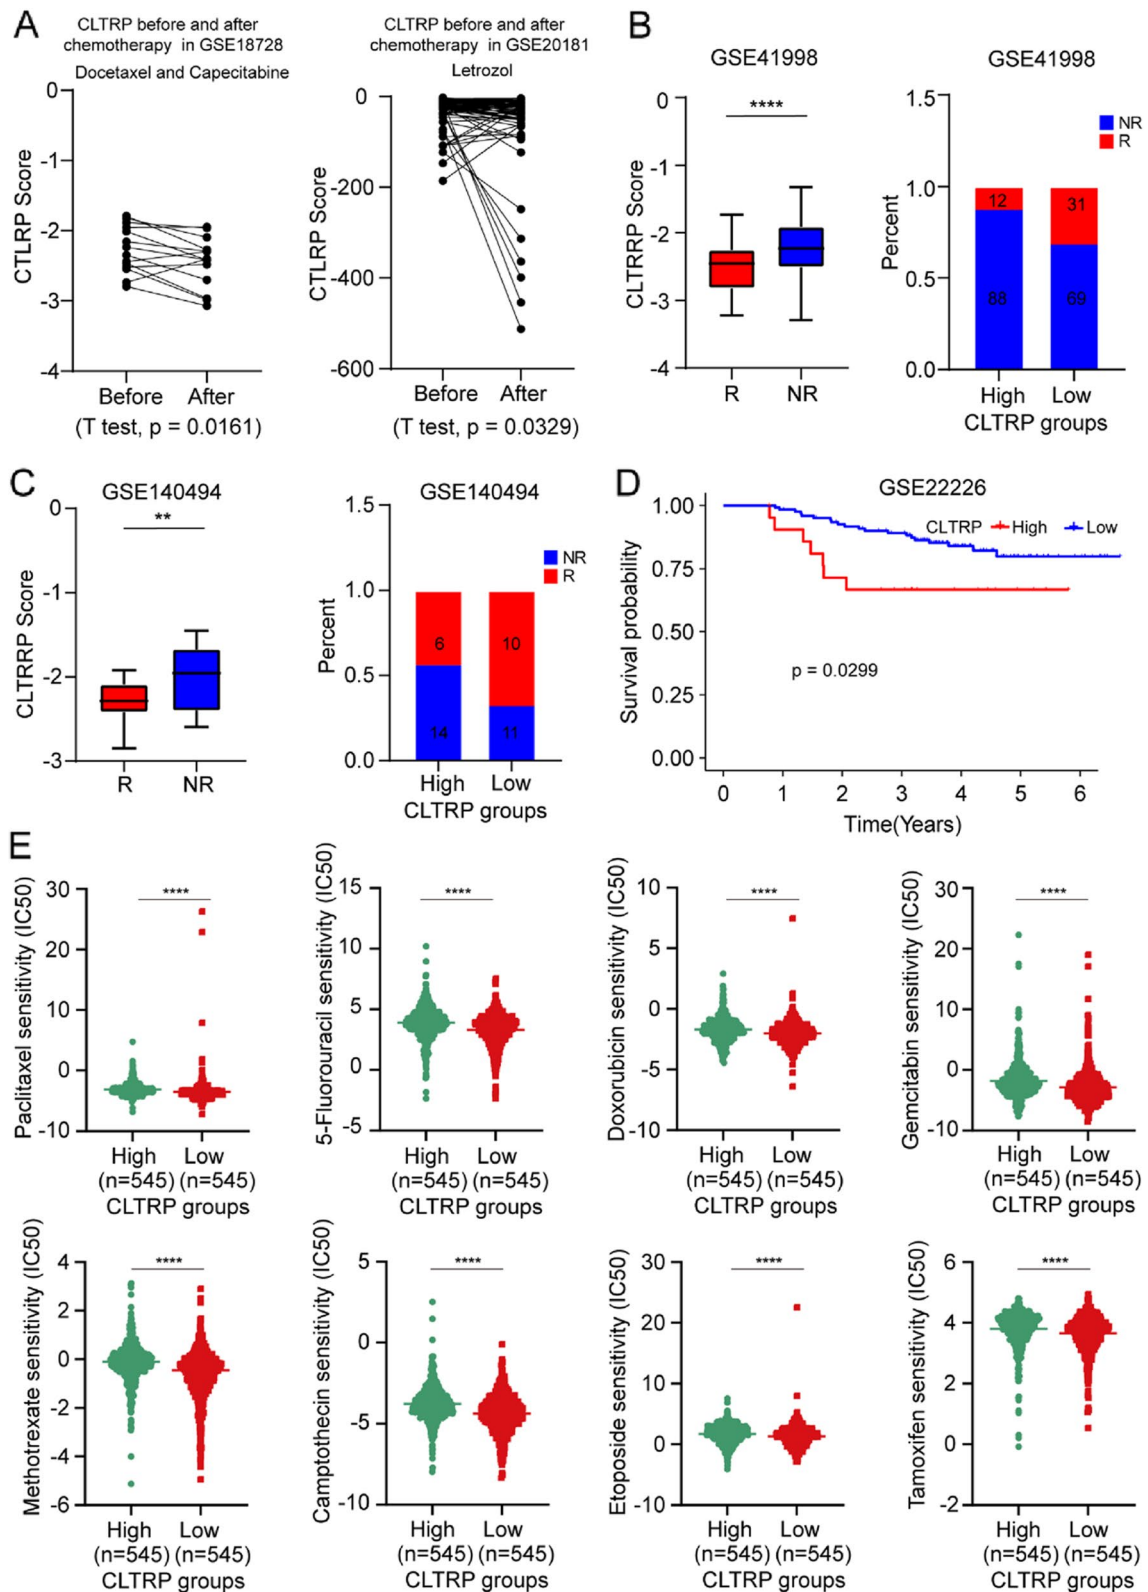 A
CLTRP before and after
chemotherapy in GSE18728
Docetaxel and Capecitabine
0
-1
-2
-3
-4
CTLRP Score
Before After
(T test, p = 0.0161)
CLTRP before and after
chemotherapy in GSE20181
Letrozol
0
-200
-400
-600
CTLRP Score
Before After
(T test, p = 0.0329)
B
GSE41998
****
0
-1
-2
-3
-4
CLTRRP Score
R NR
GSE41998
NR
R
1.5
1.0
0.5
0.0
Percent
12
88
31
69
High Low
CLTRP groups
C
GSE140494
**
0
-1
-2
-3
CLTRRP Score
R NR
GSE140494
NR
R
1.5
1.0
0.5
0.0
Percent
6
14
10
11
High Low
CLTRP groups
D
GSE22226
CLTRP High Low
1.00
0.75
0.50
0.25
0.00
Survival probability
p = 0.0299
0 1 2 3 4 5 6
Time(Years)
E
Paclitaxel sensitivity (IC50)
30
20
10
0
-10
****
High Low
(n=545) (n=545)
CLTRP groups
5-Fluorouracil sensitivity (IC50)
15
10
5
0
-5
****
High Low
(n=545) (n=545)
CLTRP groups
Doxorubicin sensitivity (IC50)
10
5
0
-5
-10
****
High Low
(n=545) (n=545)
CLTRP groups
Gemcitabin sensitivity (IC50)
30
20
10
0
-10
****
High Low
(n=545) (n=545)
CLTRP groups
Methotrexate sensitivity (IC50)
4
2
0
-2
-4
-6
****
High Low
(n=545) (n=545)
CLTRP groups
Camptothecin sensitivity (IC50)
5
0
-5
-10
****
High Low
(n=545) (n=545)
CLTRP groups
Etoposide sensitivity (IC50)
30
20
10
0
-10
****
High Low
(n=545) (n=545)
CLTRP groups
Tamoxifen sensitivity (IC50)
6
4
2
0
-2
****
High Low
(n=545) (n=545)
CLTRP groups